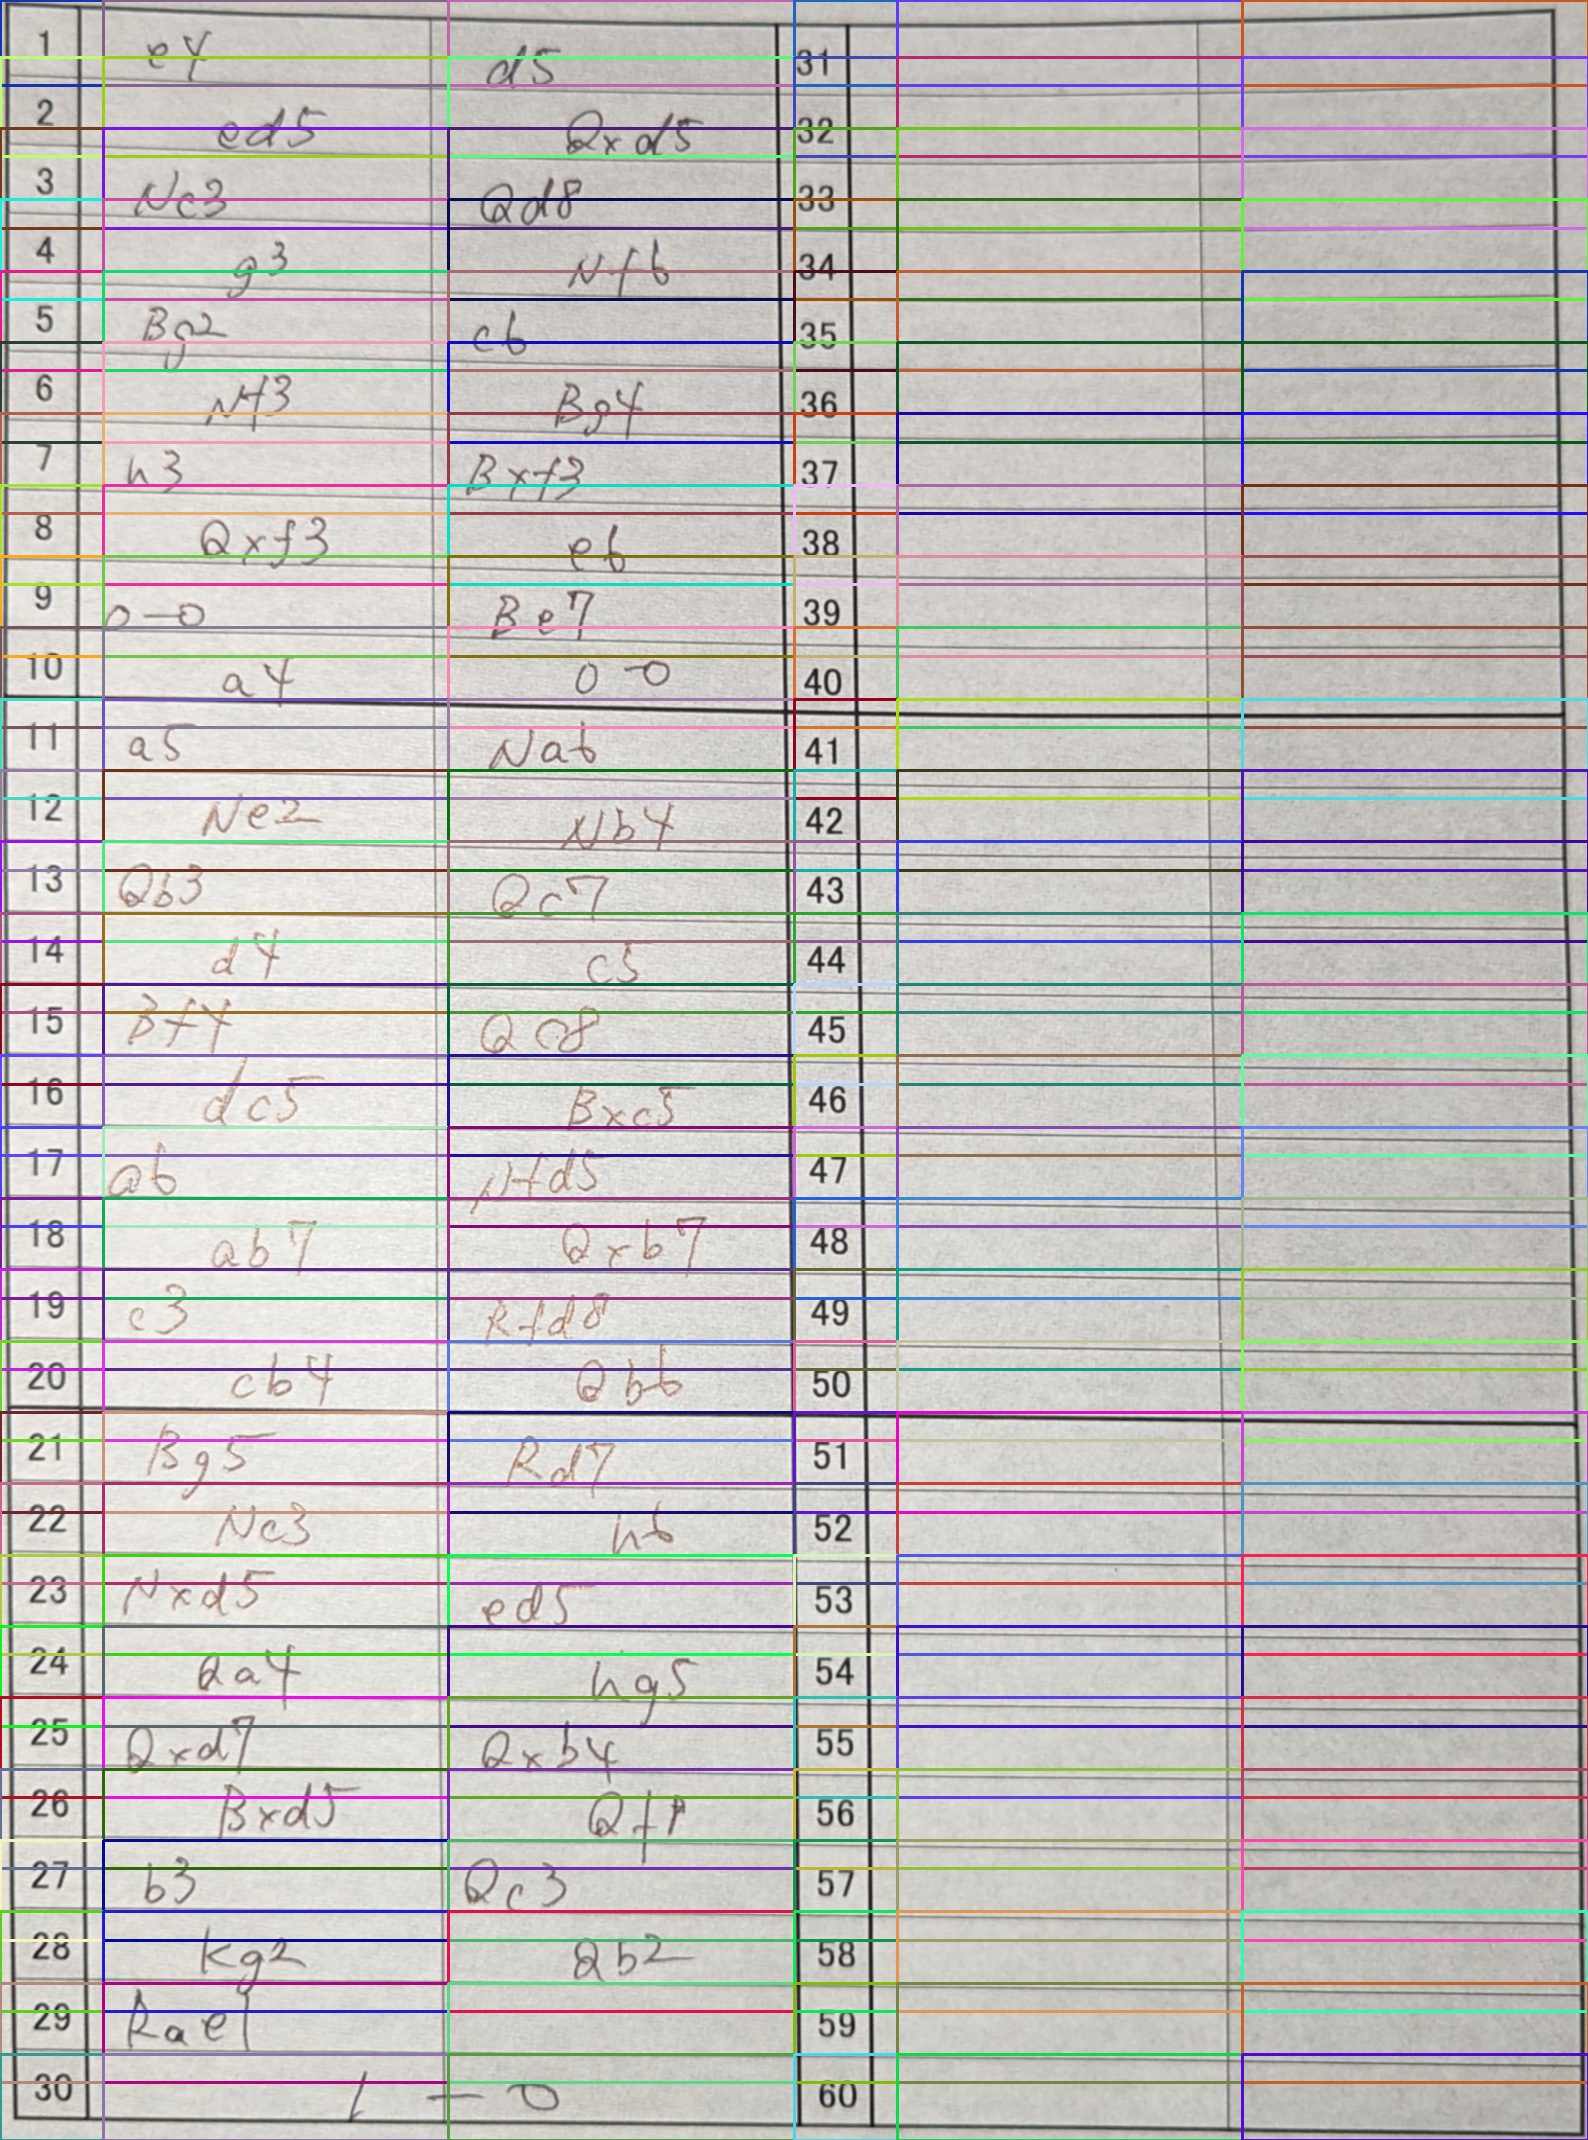 1 e4 d5 31
2 ed5 Qxd5 32
3 Nc3 Qd8 33
4 g3 Nf6 34
5 Bg2 c6 35
6 Nf3 Bg4 36
7 h3 Bxf3 37
8 Qxf3 e6 38
9 0-0 Be7 39
10 a4 0-0 40
11 a5 Na6 41
12 Ne2 Nb4 42
13 Qb3 Qc7 43
14 d4 c5 44
15 Bf4 Qc8 45
16 dc5 Bxc5 46
17 a6 Nfd5 47
18 ab7 Qxb7 48
19 c3 Rfd8 49
20 cb4 Qb6 50
21 Bg5 Rd7 51
22 Nc3 h6 52
23 Nxd5 ed5 53
24 Qa4 hg5 54
25 Qxd7 Qxb4 55
26 Bxd5 Qf8 56
27 b3 Qc3 57
28 Kg2 Qb2 58
29 Rae1 59
30 1-0 60